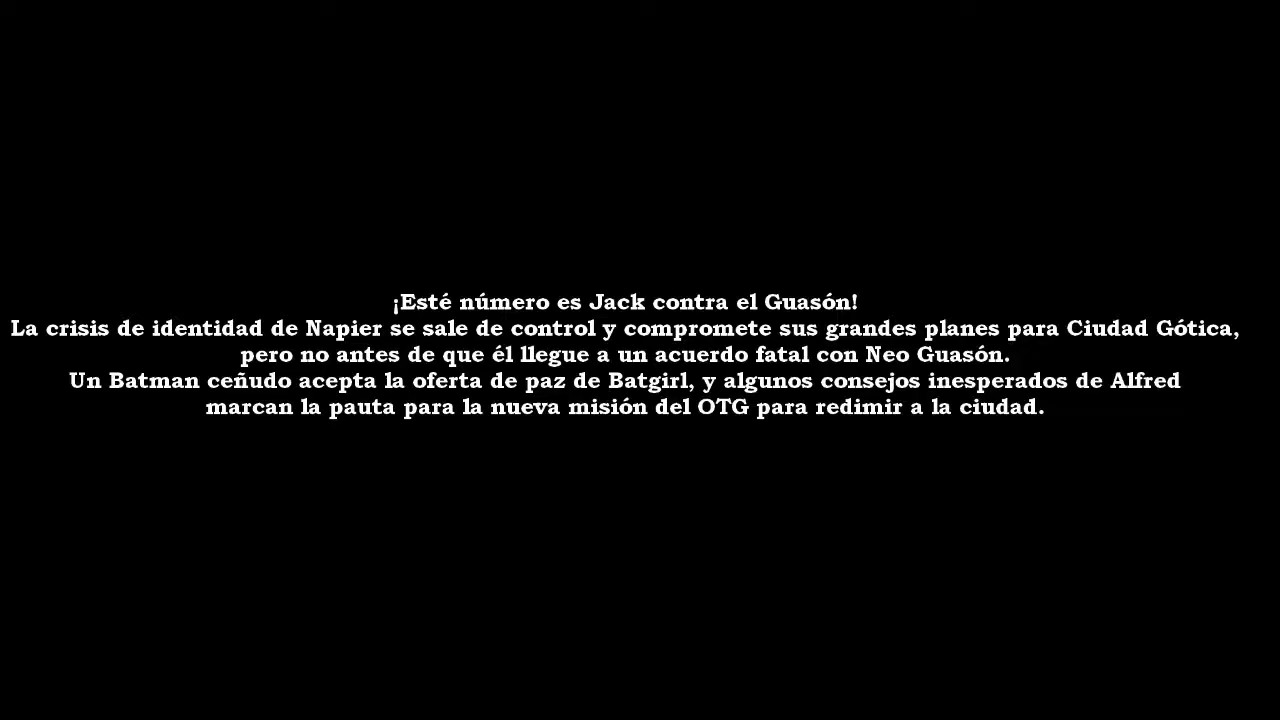 ¡Esté número es Jack contra el Guasón!
La crisis de identidad de Napier se sale de control y compromete sus grandes planes para Ciudad Gótica,
pero no antes de que él llegue a un acuerdo fatal con Neo Guasón.
Un Batman ceñudo acepta la oferta de paz de Batgirl, y algunos consejos inesperados de Alfred
marcan la pauta para la nueva misión del OTG para redimir a la ciudad.